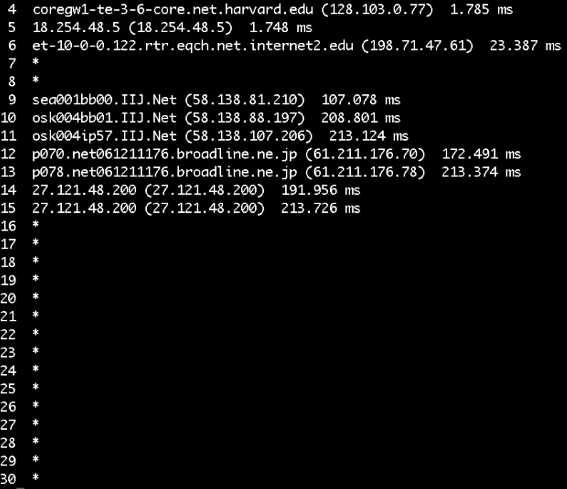 4 coregw1-te-3-6-core.net.harvard.edu (128.103.0.77) 1.785 ms
5 18.254.48.5 (18.254.48.5) 1.748 ms
6 et-10-0-0.122.rtr.eqch.net.internet2.edu (198.71.47.61) 23.387 ms
7 *
8 *
9 sea001bb00.IIJ.Net (58.138.81.210) 107.078 ms
10 osk004bb01.IIJ.Net (58.138.88.197) 208.801 ms
11 osk004ip57.IIJ.Net (58.138.107.206) 213.124 ms
12 p070.net061211176.broadline.ne.jp (61.211.176.70) 172.491 ms
13 p078.net061211176.broadline.ne.jp (61.211.176.78) 213.374 ms
14 27.121.48.200 (27.121.48.200) 191.956 ms
15 27.121.48.200 (27.121.48.200) 213.726 ms
16 *
17 *
18 *
19 *
20 *
21 *
22 *
23 *
24 *
25 *
26 *
27 *
28 *
29 *
30 *